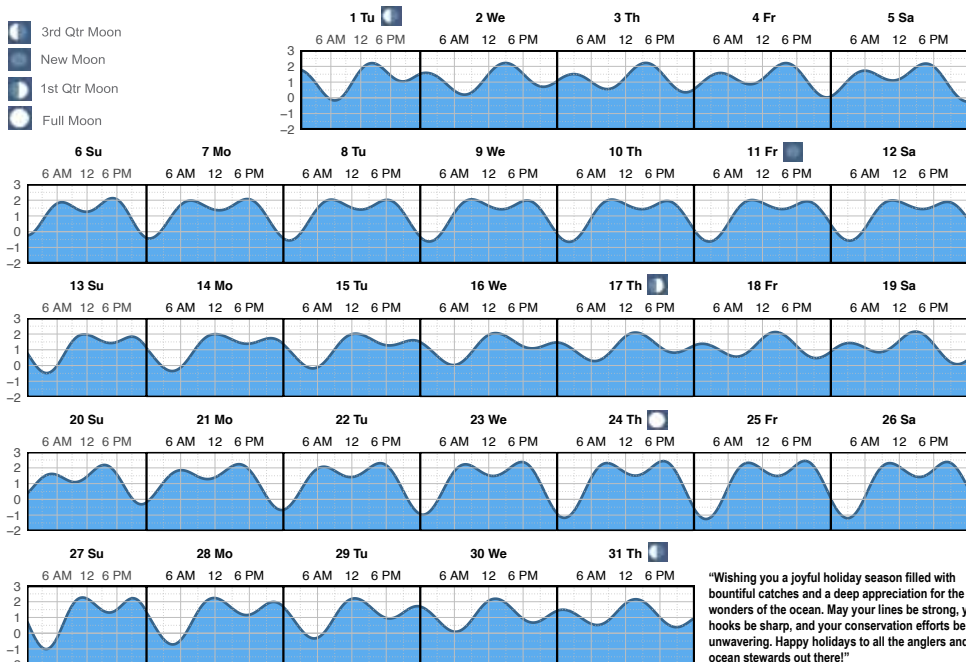 3rd Qtr Moon
New Moon
1st Qtr Moon
Full Moon
1 Tu 2 We 3 Th 4 Fr 5 Sa
6 AM 12 6 PM 6 AM 12 6 PM 6 AM 12 6 PM 6 AM 12 6 PM 6 AM 12 6 PM
3
2
1
0
−1
−2
6 Su 7 Mo 8 Tu 9 We 10 Th 11 Fr 12 Sa
6 AM 12 6 PM 6 AM 12 6 PM 6 AM 12 6 PM 6 AM 12 6 PM 6 AM 12 6 PM 6 AM 12 6 PM 6 AM 12 6 PM
3
2
1
0
−1
−2
13 Su 14 Mo 15 Tu 16 We 17 Th 18 Fr 19 Sa
6 AM 12 6 PM 6 AM 12 6 PM 6 AM 12 6 PM 6 AM 12 6 PM 6 AM 12 6 PM 6 AM 12 6 PM 6 AM 12 6 PM
3
2
1
0
−1
−2
20 Su 21 Mo 22 Tu 23 We 24 Th 25 Fr 26 Sa
6 AM 12 6 PM 6 AM 12 6 PM 6 AM 12 6 PM 6 AM 12 6 PM 6 AM 12 6 PM 6 AM 12 6 PM 6 AM 12 6 PM
3
2
1
0
−1
−2
27 Su 28 Mo 29 Tu 30 We 31 Th
6 AM 12 6 PM 6 AM 12 6 PM 6 AM 12 6 PM 6 AM 12 6 PM 6 AM 12 6 PM
3
2
1
0
−1
“Wishing you a joyful holiday season filled with
bountiful catches and a deep appreciation for the
wonders of the ocean. May your lines be strong,
hooks be sharp, and your conservation efforts be
unwavering. Happy holidays to all the anglers and
ocean stewards out there!”